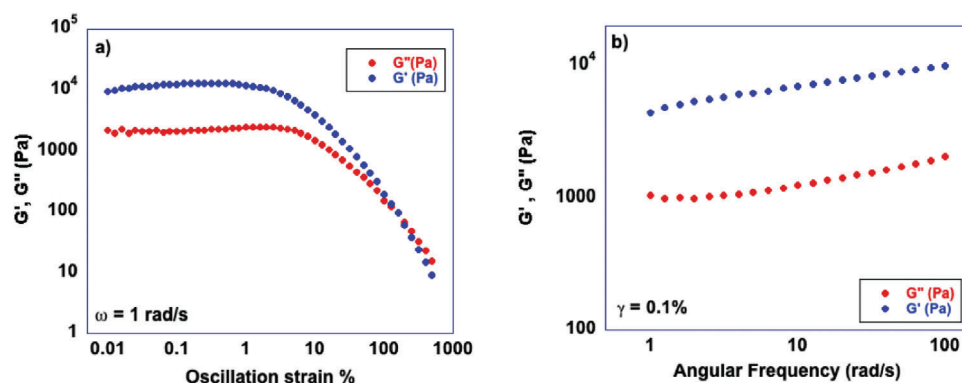 a)
G''(Pa)
G' (Pa)
10^5
10^4
1000
100
10
1
G', G'' (Pa)
ω = 1 rad/s
0.01
0.1
1
10
100
1000
Oscillation strain %
b)
10^4
1000
100
G' , G'' (Pa)
γ = 0.1%
G'' (Pa)
G' (Pa)
1
10
100
Angular Frequency (rad/s)